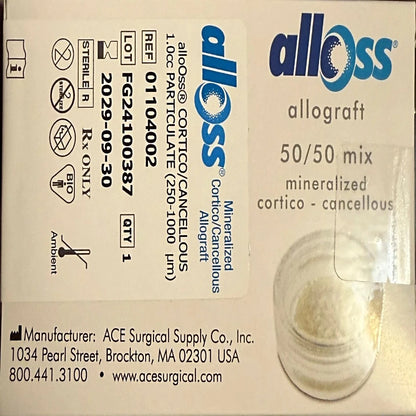 alloss®
allograft
50/50 mix
mineralized
cortico - cancellous
alloss®
Mineralized
Cortico/Cancellous
Allograft
alloOss® CORTICO/CANCELLOUS
1.0cc PARTICULATE (250-1000 µm)
REF 01104002
LOT FG24100387 QTY 1
2029-09-30
STERILE R Rx ONLY
BIO
Ambient
Manufacturer: ACE Surgical Supply Co., Inc.
1034 Pearl Street, Brockton, MA 02301 USA
800.441.3100 • www.acesurgical.com